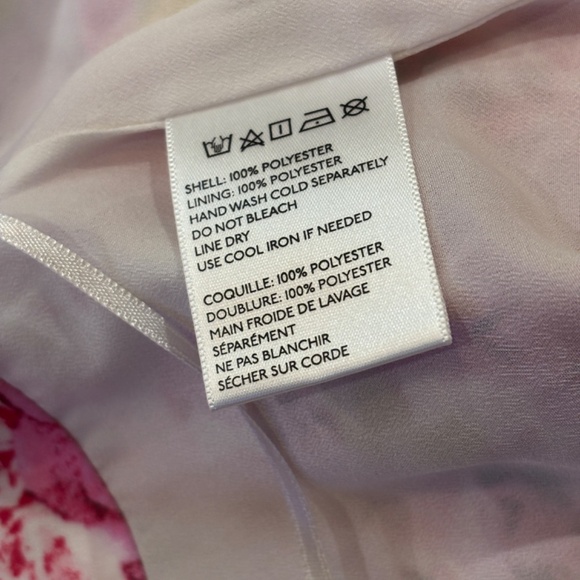 SHELL: 100% POLYESTER
LINING: 100% POLYESTER
HAND WASH COLD SEPARATELY
DO NOT BLEACH
LINE DRY
USE COOL IRON IF NEEDED
COQUILLE: 100% POLYESTER
DOUBLURE: 100% POLYESTER
MAIN FROIDE DE LAVAGE
SÉPARÉMENT
NE PAS BLANCHIR
SÉCHER SUR CORDE